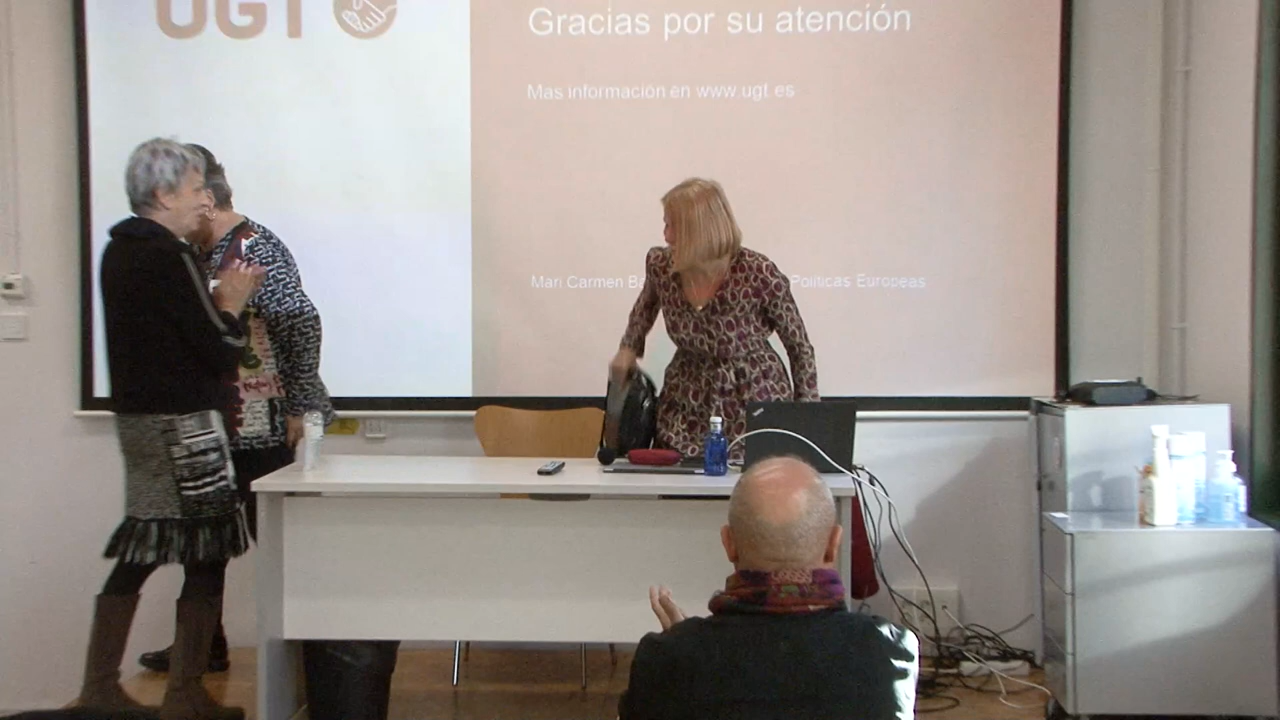 UGT
Gracias por su atención
Mas información en www.ugt.es
Mari Carmen
Políticas Europeas